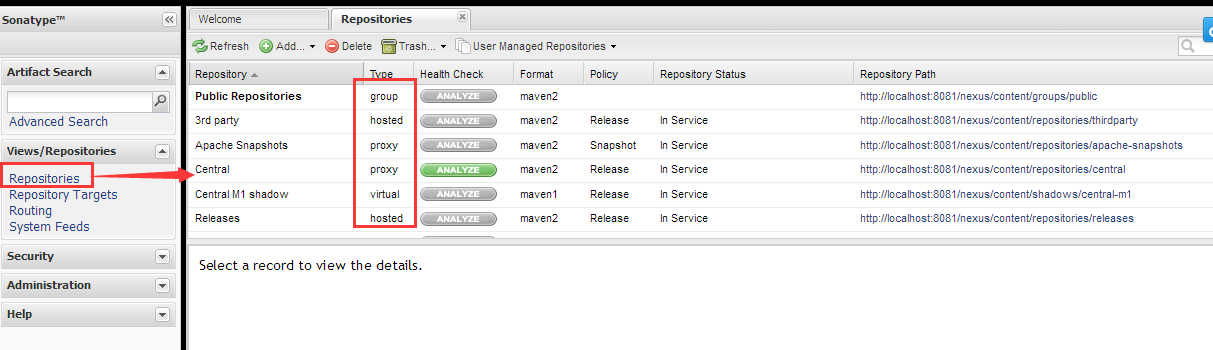 Sonatype™
Artifact Search
Advanced Search
Views/Repositories
Repositories
Repository Targets
Routing
System Feeds
Security
Administration
Help
Welcome
Repositories
Refresh Add... Delete Trash... User Managed Repositories
Repository Type Health Check Format Policy Repository Status Repository Path
Public Repositories group ANALYZE maven2 http://localhost:8081/nexus/content/groups/public
3rd party hosted ANALYZE maven2 Release In Service http://localhost:8081/nexus/content/repositories/thirdparty
Apache Snapshots proxy ANALYZE maven2 Snapshot In Service http://localhost:8081/nexus/content/repositories/apache-snapshots
Central proxy ANALYZE maven2 Release In Service http://localhost:8081/nexus/content/repositories/central
Central M1 shadow virtual ANALYZE maven1 Release In Service http://localhost:8081/nexus/content/shadows/central-m1
Releases hosted ANALYZE maven2 Release In Service http://localhost:8081/nexus/content/repositories/releases
Select a record to view the details.